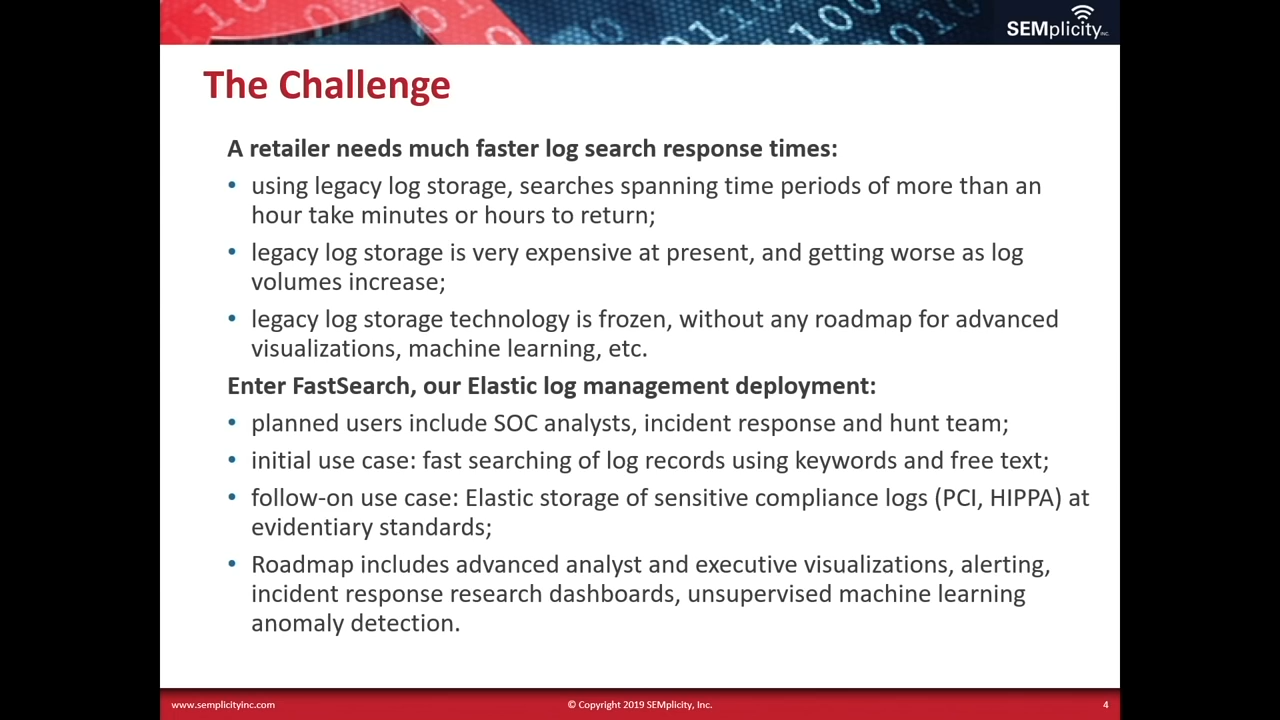 SEMplicity INC.
The Challenge
A retailer needs much faster log search response times:
• using legacy log storage, searches spanning time periods of more than an
hour take minutes or hours to return;
• legacy log storage is very expensive at present, and getting worse as log
volumes increase;
• legacy log storage technology is frozen, without any roadmap for advanced
visualizations, machine learning, etc.
Enter FastSearch, our Elastic log management deployment:
• planned users include SOC analysts, incident response and hunt team;
• initial use case: fast searching of log records using keywords and free text;
• follow-on use case: Elastic storage of sensitive compliance logs (PCI, HIPPA) at
evidentiary standards;
• Roadmap includes advanced analyst and executive visualizations, alerting,
incident response research dashboards, unsupervised machine learning
anomaly detection.
www.semplicityinc.com
© Copyright 2019 SEMplicity, Inc.
4